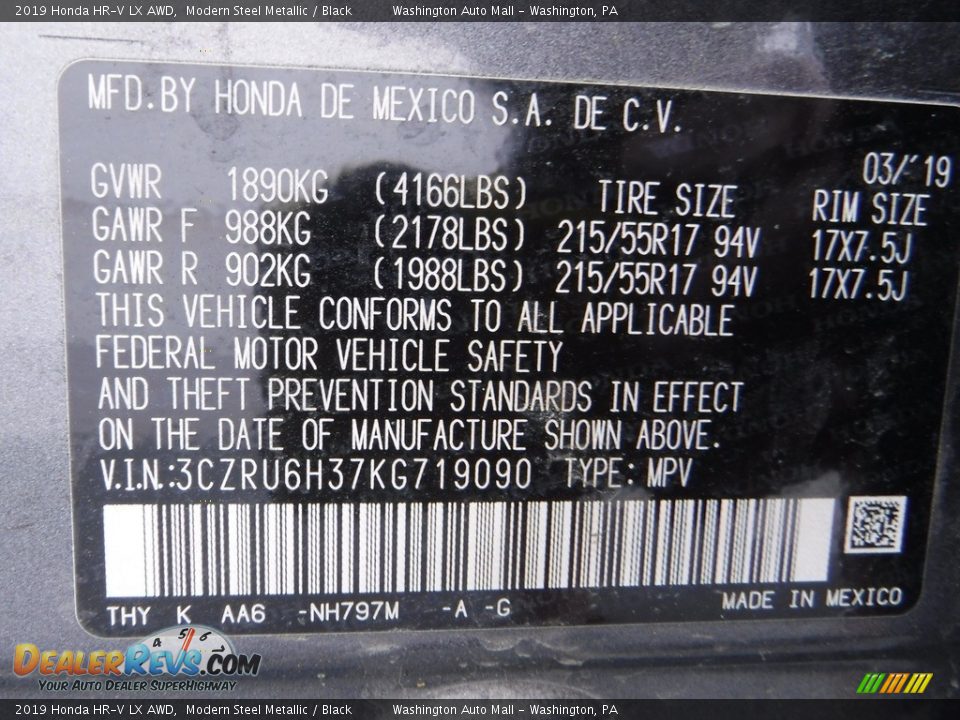 2019 Honda HR-V LX AWD, Modern Steel Metallic / Black Washington Auto Mall - Washington, PA
MFD.BY HONDA DE MEXICO S.A. DE C.V.
03/'19
GVWR 1890KG (4166LBS) TIRE SIZE RIM SIZE
GAWR F 988KG (2178LBS) 215/55R17 94V 17X7.5J
GAWR R 902KG (1988LBS) 215/55R17 94V 17X7.5J
THIS VEHICLE CONFORMS TO ALL APPLICABLE
FEDERAL MOTOR VEHICLE SAFETY
AND THEFT PREVENTION STANDARDS IN EFFECT
ON THE DATE OF MANUFACTURE SHOWN ABOVE.
V.I.N.:3CZRU6H37KG719090 TYPE: MPV
THY K AA6 -NH797M -A -G MADE IN MEXICO
4 5 6
DealerRevs.com
Your Auto Dealer SuperHighway
2019 Honda HR-V LX AWD, Modern Steel Metallic / Black Washington Auto Mall - Washington, PA